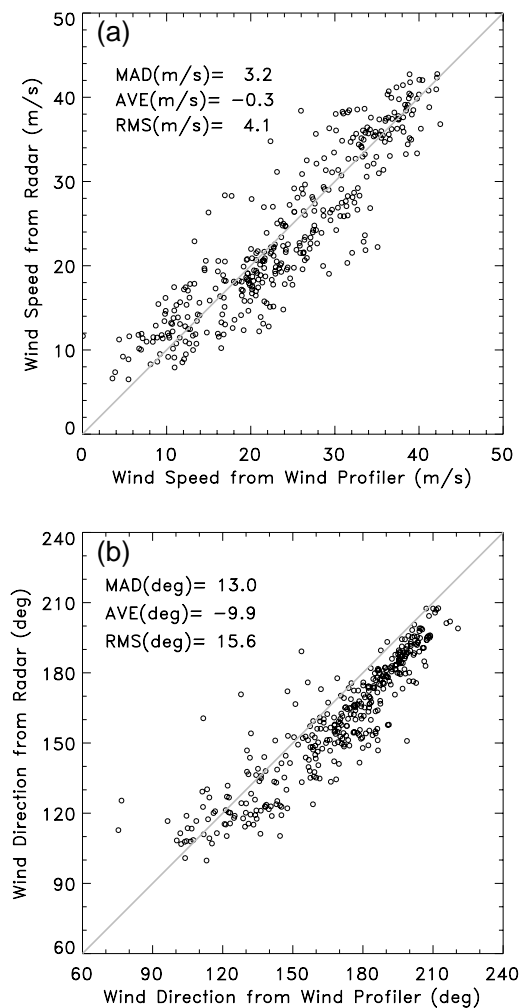 (a)
MAD(m/s)= 3.2
AVE(m/s)= -0.3
RMS(m/s)= 4.1
50
40
30
20
10
0
Wind Speed from Radar (m/s)
0 10 20 30 40 50
Wind Speed from Wind Profiler (m/s)
(b)
MAD(deg)= 13.0
AVE(deg)= -9.9
RMS(deg)= 15.6
240
210
180
150
120
90
60
Wind Direction from Radar (deg)
60 90 120 150 180 210 240
Wind Direction from Wind Profiler (deg)